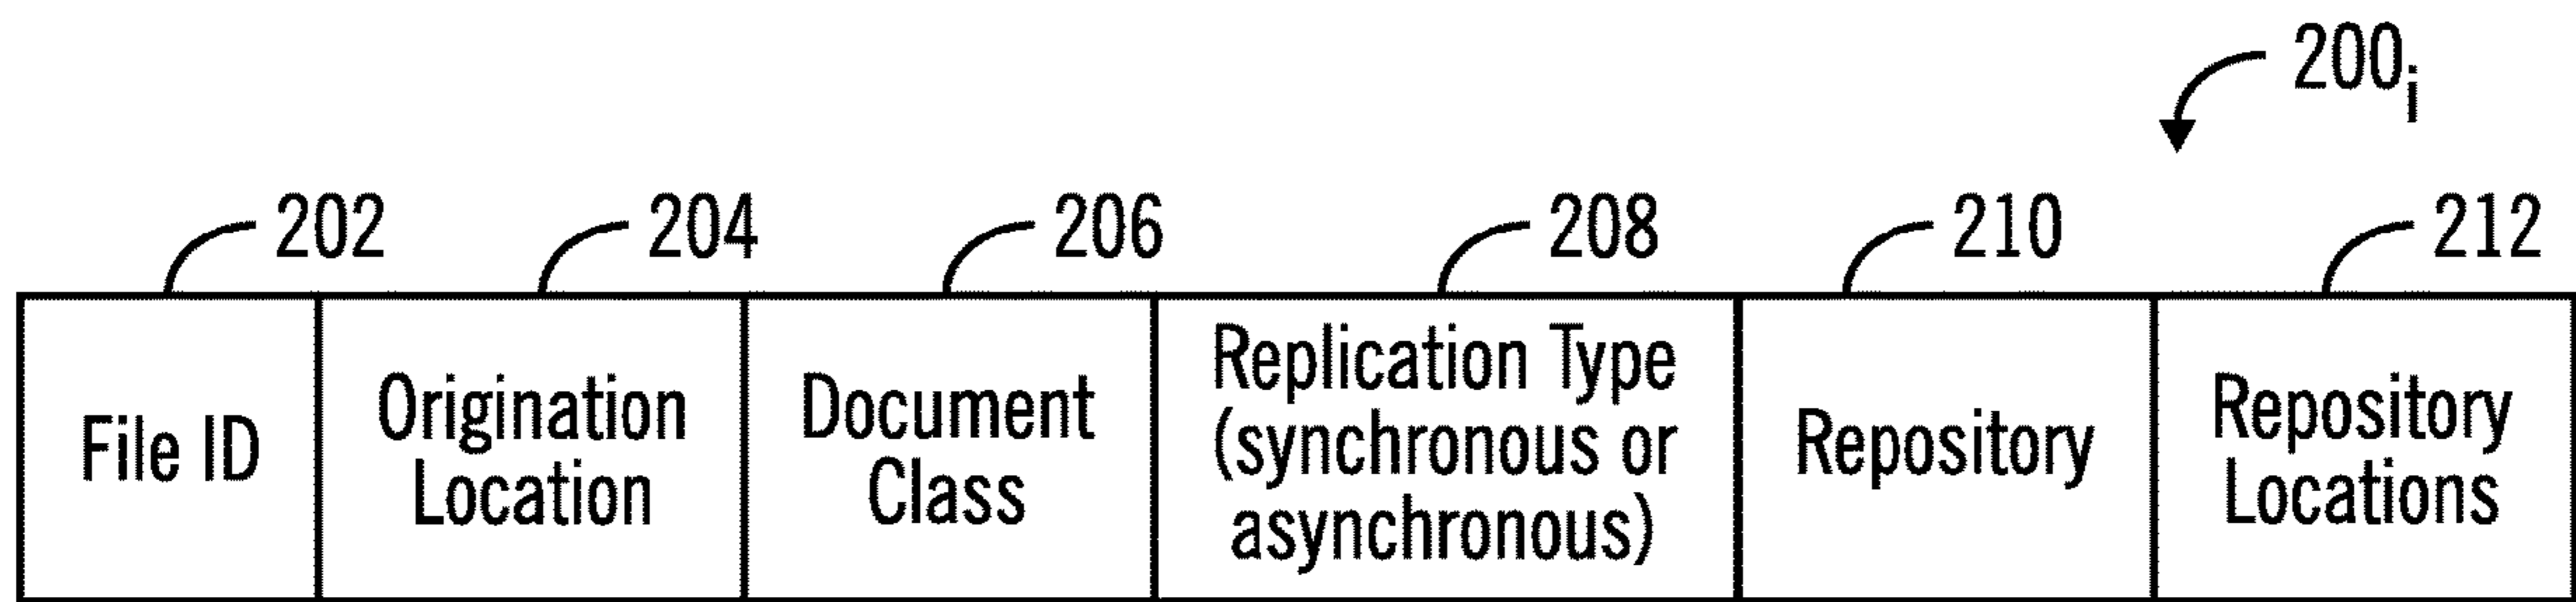 200i
202 204 206 208 210 212
File ID
Origination
Location
Document
Class
Replication Type
(synchronous or
asynchronous)
Repository
Repository
Locations